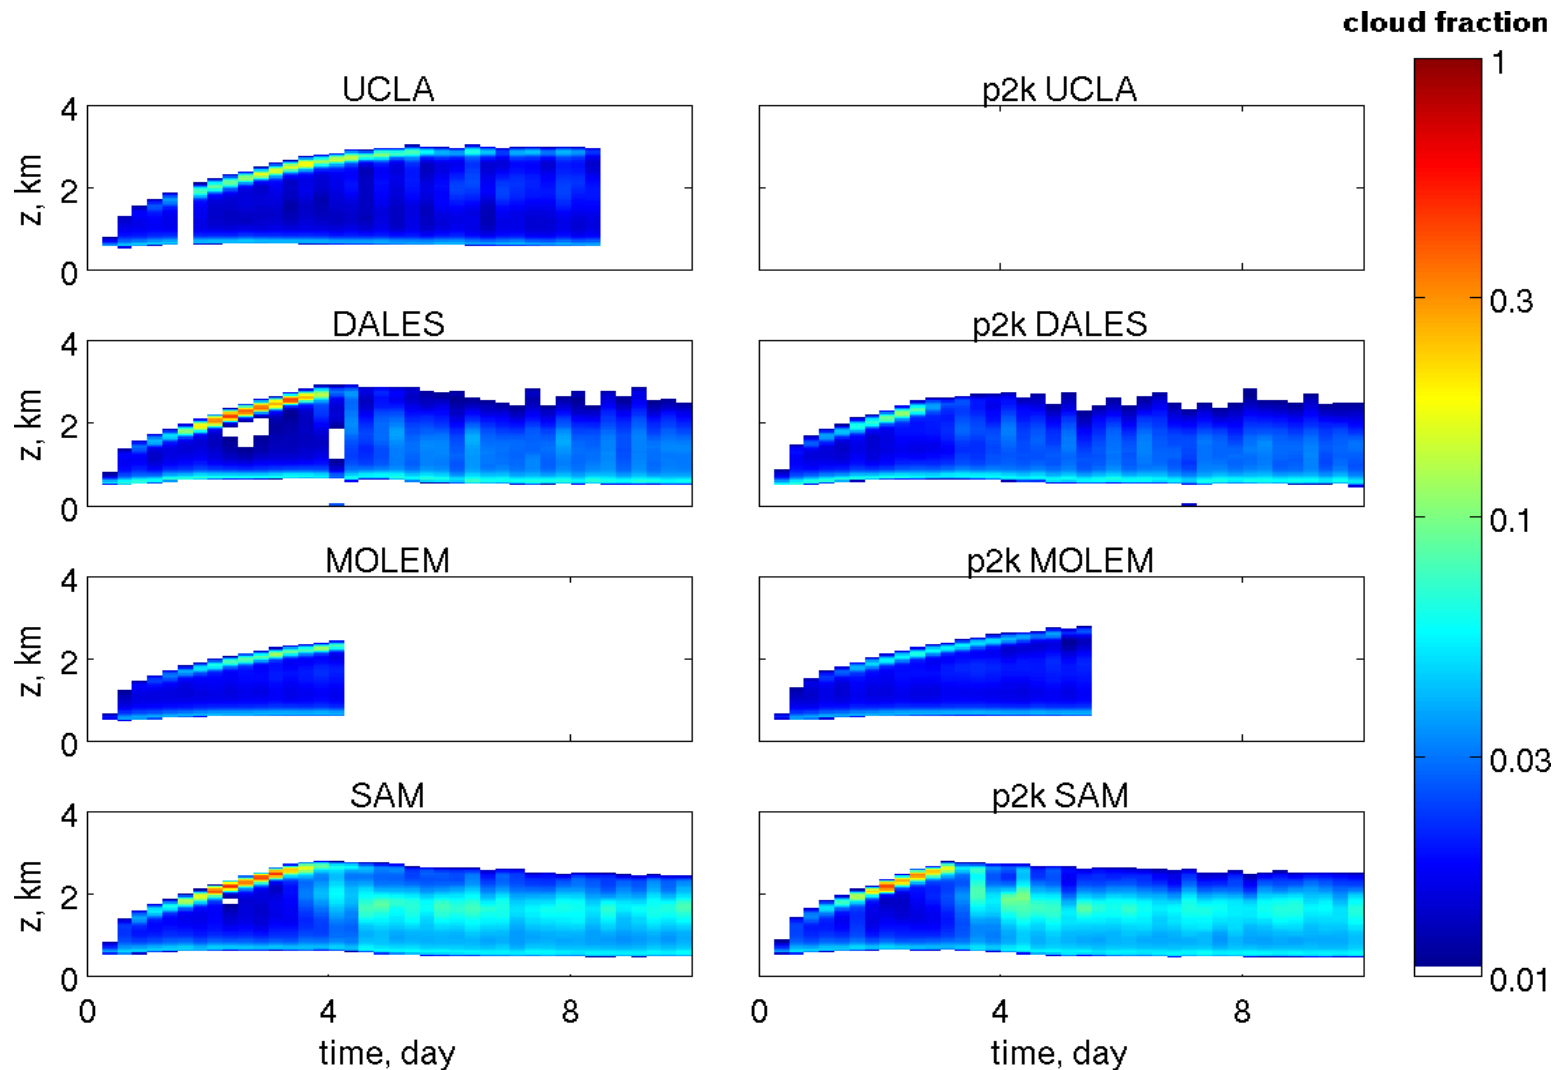 cloud fraction
UCLA
p2k UCLA
4
2
0
z, km
1
0.3
0.1
0.03
0.01
DALES
p2k DALES
4
2
0
z, km
MOLEM
p2k MOLEM
4
2
0
z, km
SAM
p2k SAM
4
2
0
z, km
0 4 8
0 4 8
time, day
time, day